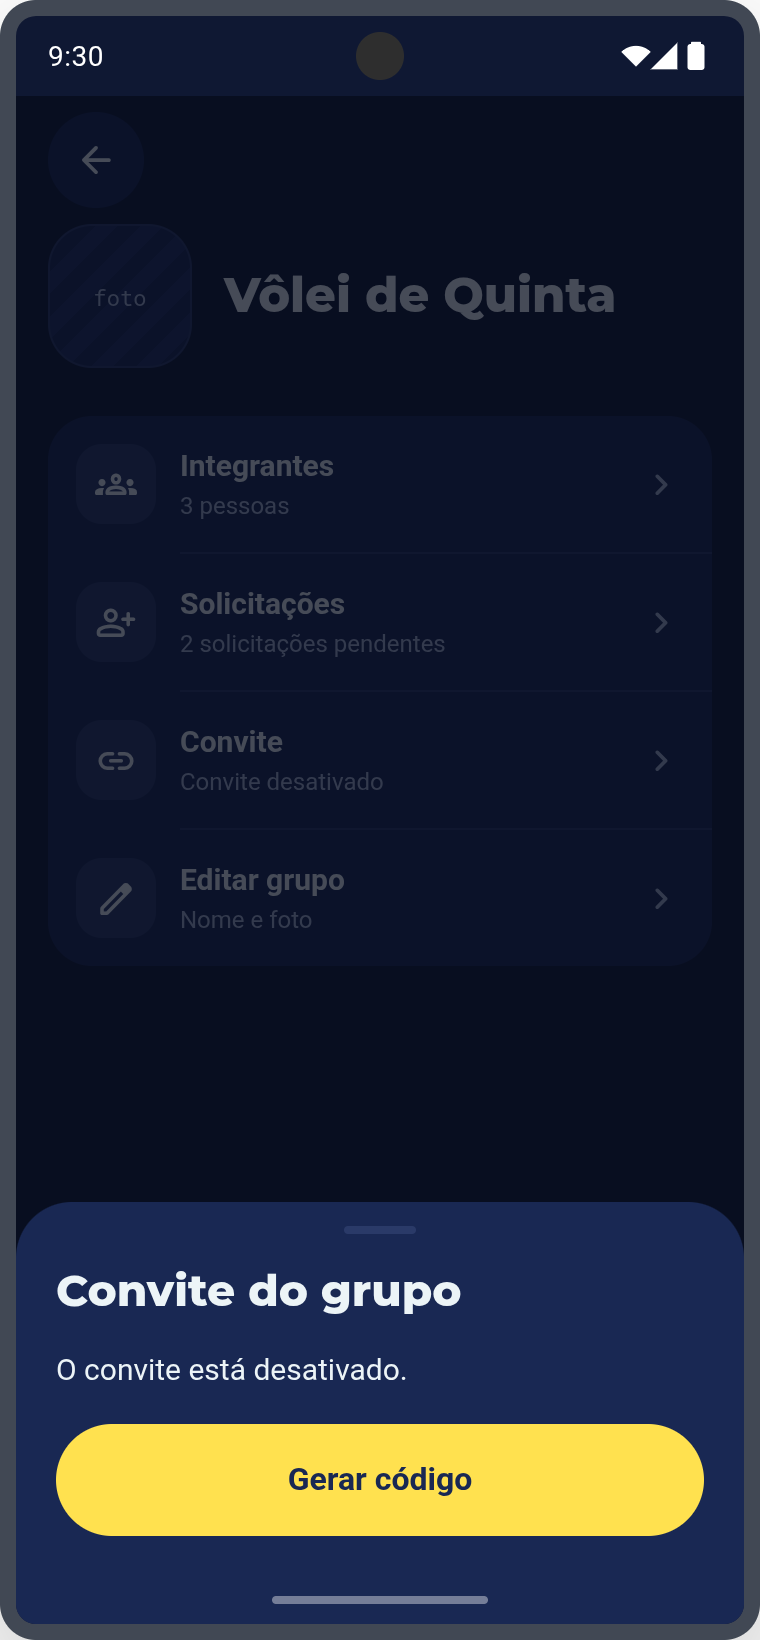 9:30
foto
Vôlei de Quinta
Integrantes
3 pessoas
Solicitações
2 solicitações pendentes
Convite
Convite desativado
Editar grupo
Nome e foto
Convite do grupo
O convite está desativado.
Gerar código